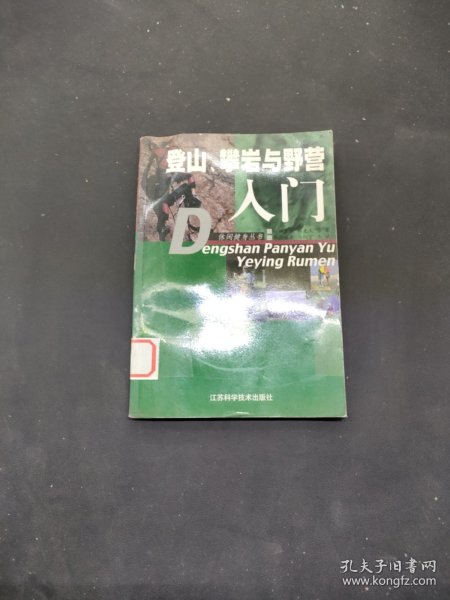 登山、攀岩与野营
入门
休闲健身丛书
Dengshan Panyan Yu
Yeying Rumen
江苏科学技术出版社
孔夫子旧书网
www.kongfz.com